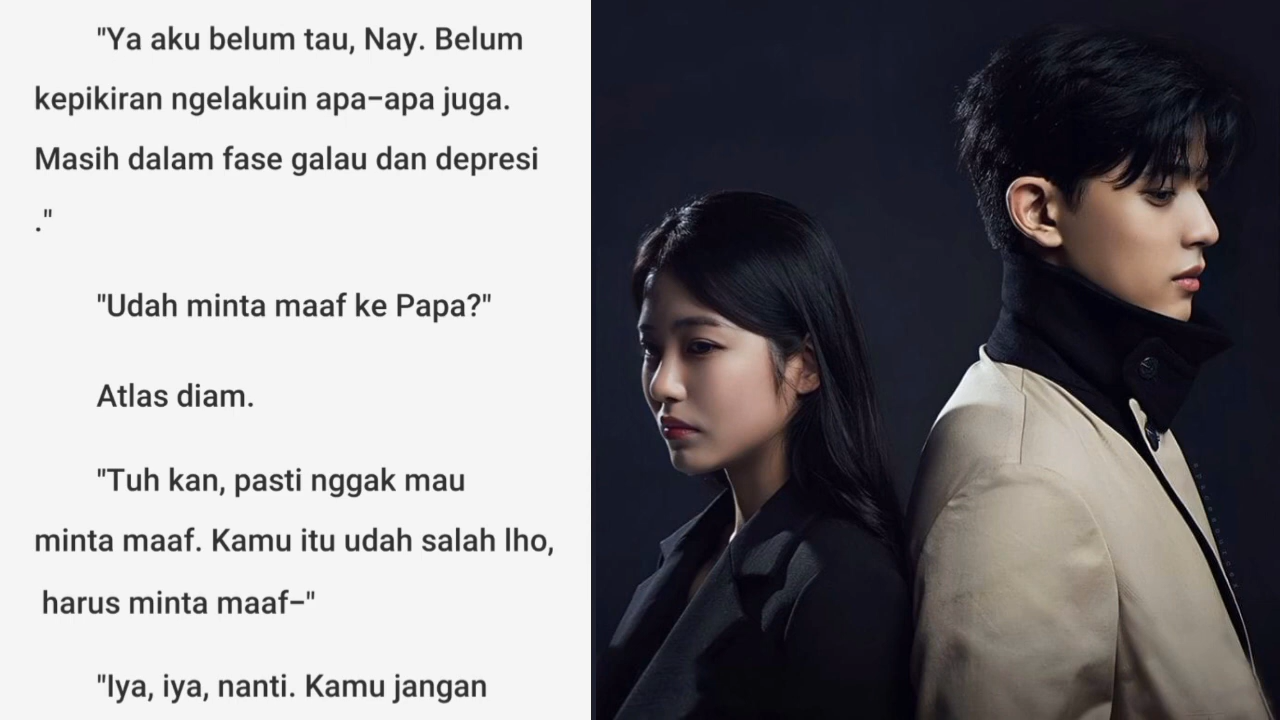 "Ya aku belum tau, Nay. Belum
kepikiran ngelakuin apa–apa juga.
Masih dalam fase galau dan depresi
."
"Udah minta maaf ke Papa?"
Atlas diam.
"Tuh kan, pasti nggak mau
minta maaf. Kamu itu udah salah lho,
harus minta maaf–"
"Iya, iya, nanti. Kamu jangan